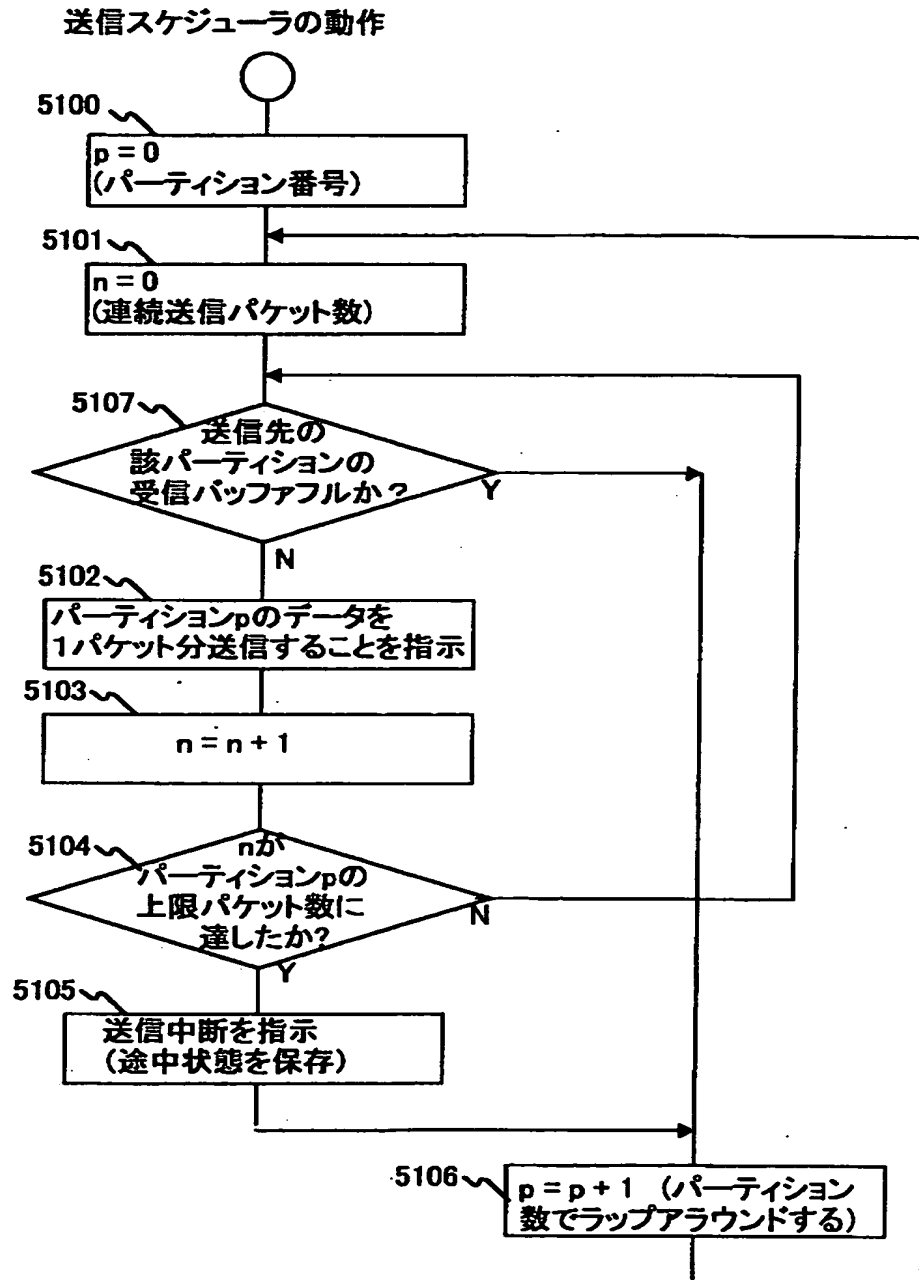 送信スケジューラの動作
5100
p = 0
(パーティション番号)
5101
n = 0
(連続送信パケット数)
5107
送信先の
該パーティションの
受信バッファフルか?
Y
N
5102
パーティションpのデータを
1パケット分送信することを指示
5103
n = n + 1
5104
nが
パーティションpの
上限パケット数に
達したか?
N
Y
5105
送信中断を指示
(途中状態を保存)
5106
p = p + 1 (パーティション
数でラップアラウンドする)